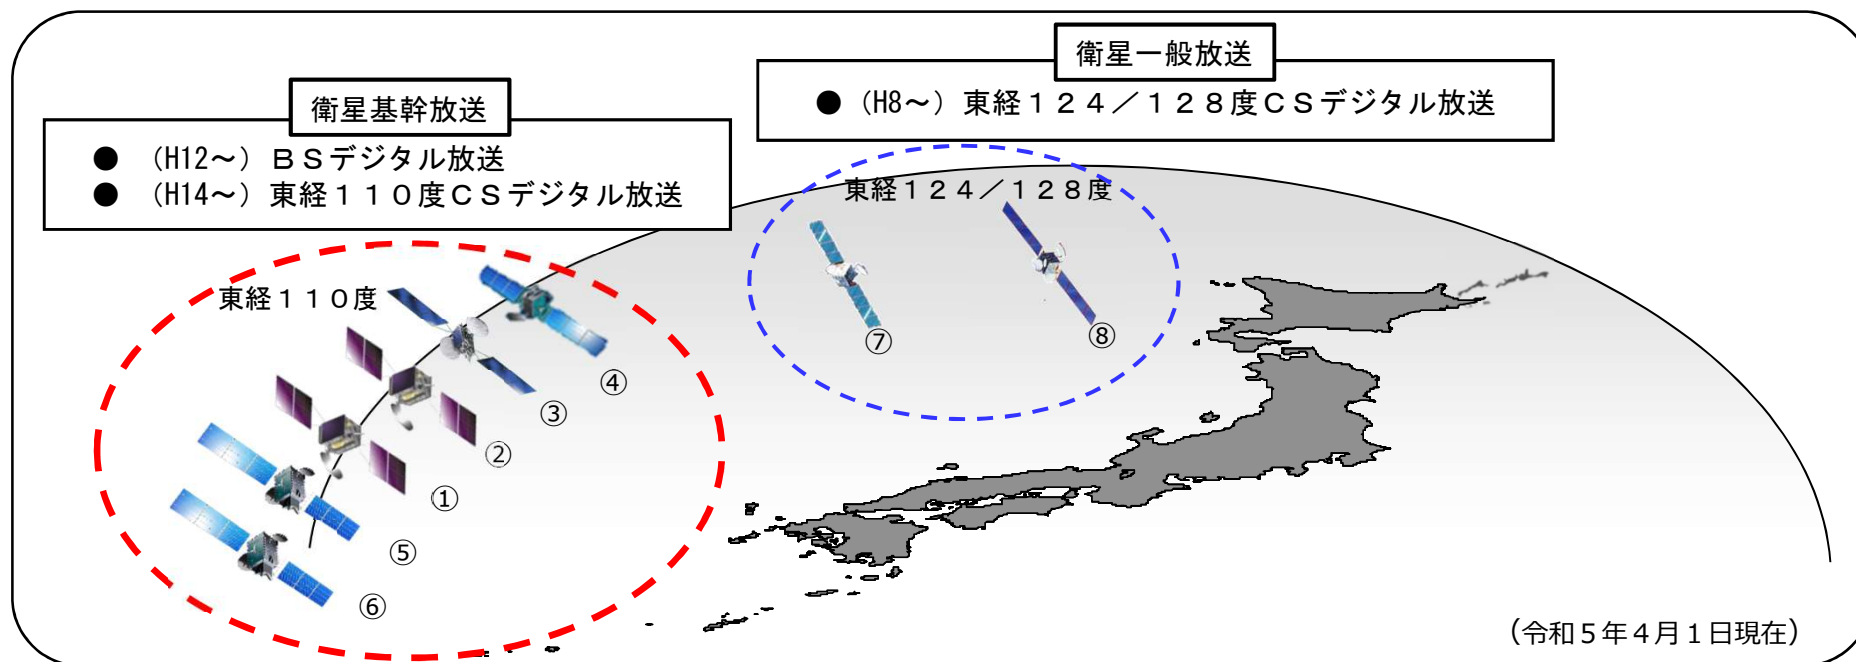 衛星基幹放送
● (H12~) BSデジタル放送
● (H14~) 東経110度CSデジタル放送
衛星一般放送
● (H8~) 東経124/128度CSデジタル放送
東経110度
東経124/128度
④
③
②
①
⑤
⑥
⑦
⑧
(令和5年4月1日現在)